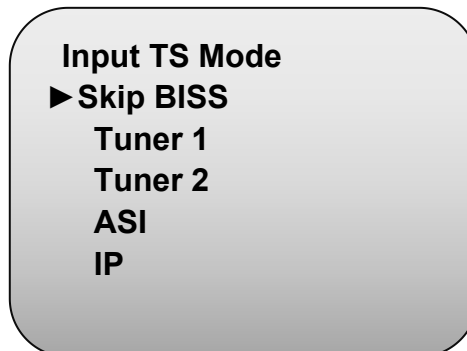 Input TS Mode
►Skip BISS
Tuner 1
Tuner 2
ASI
IP